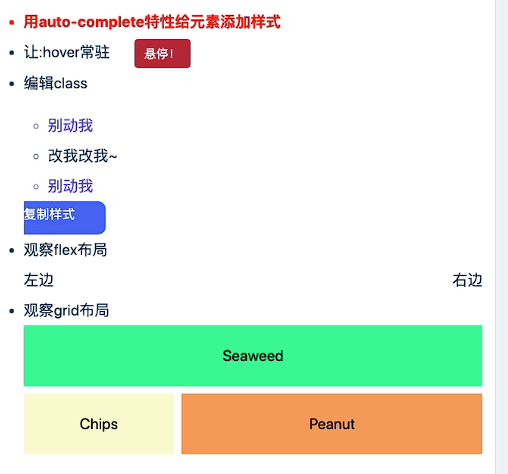 用auto-complete特性给元素添加样式
让:hover常驻 悬停!
编辑class
别动我
改我改我~
别动我
复制样式
观察flex布局
左边 右边
观察grid布局
Seaweed
Chips Peanut